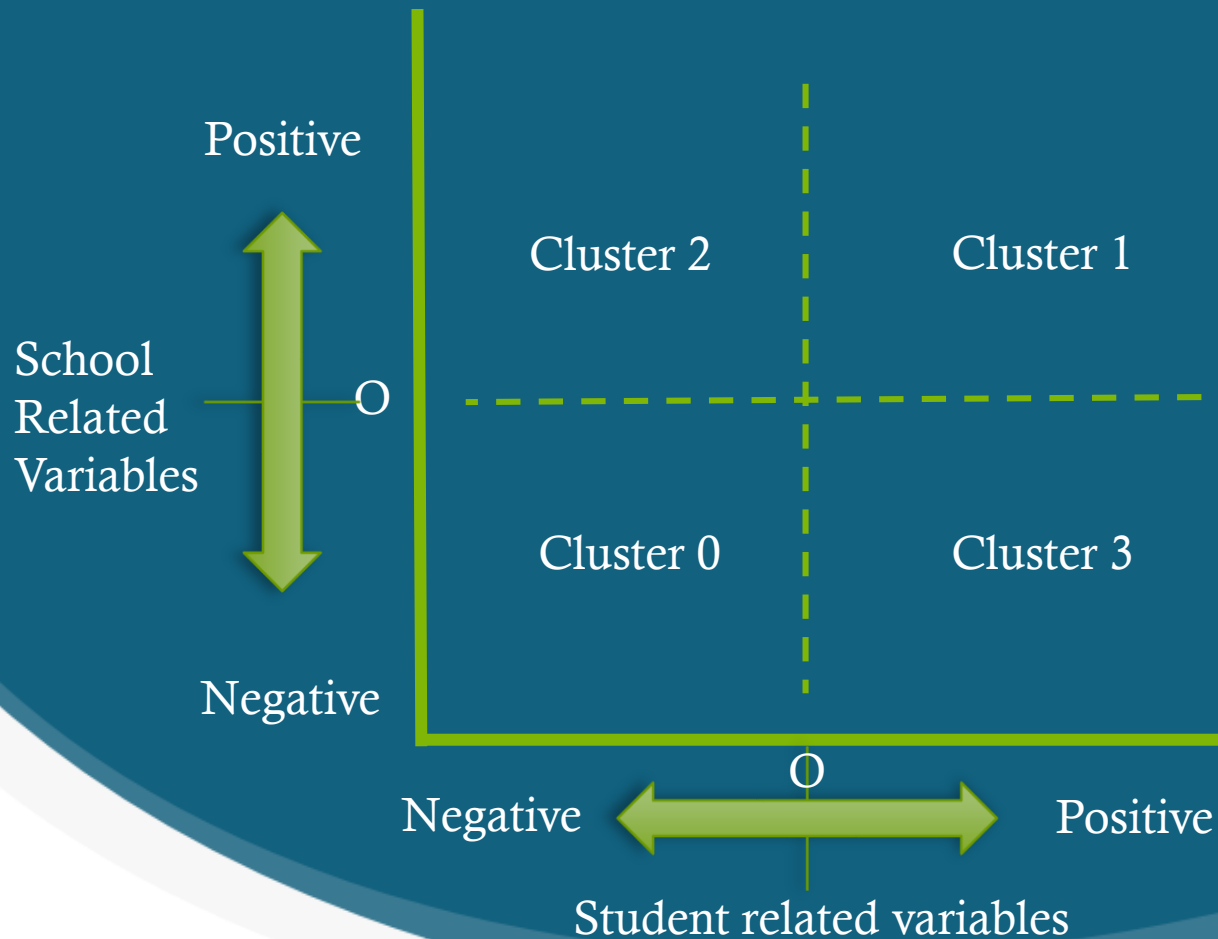 Positive
Cluster 2
Cluster 1
School
Related
Variables
O
Cluster 0
Cluster 3
Negative
O
Negative
Positive
Student related variables